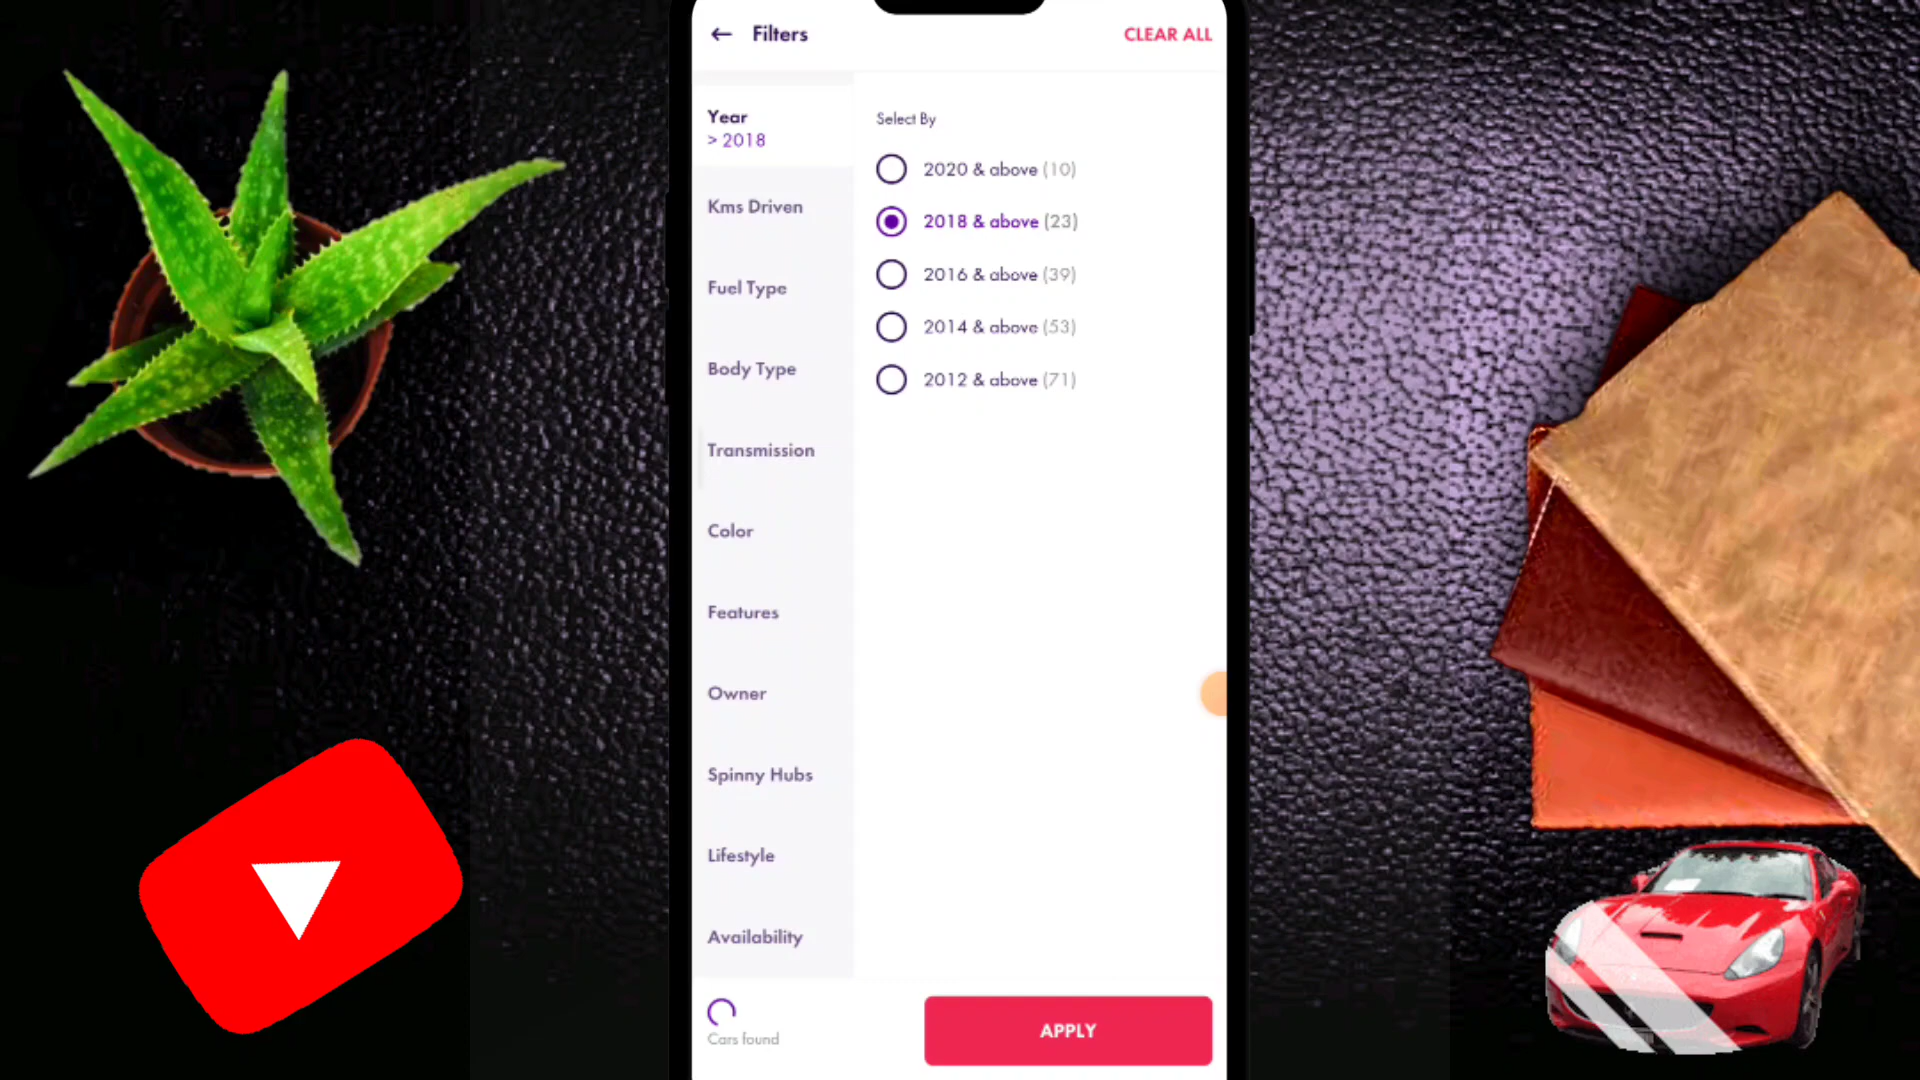 Filters
CLEAR ALL
Year
> 2018
Kms Driven
Fuel Type
Body Type
Transmission
Color
Features
Owner
Spinny Hubs
Lifestyle
Availability
Select By
2020 & above (10)
2018 & above (23)
2016 & above (39)
2014 & above (53)
2012 & above (71)
Cars found
APPLY